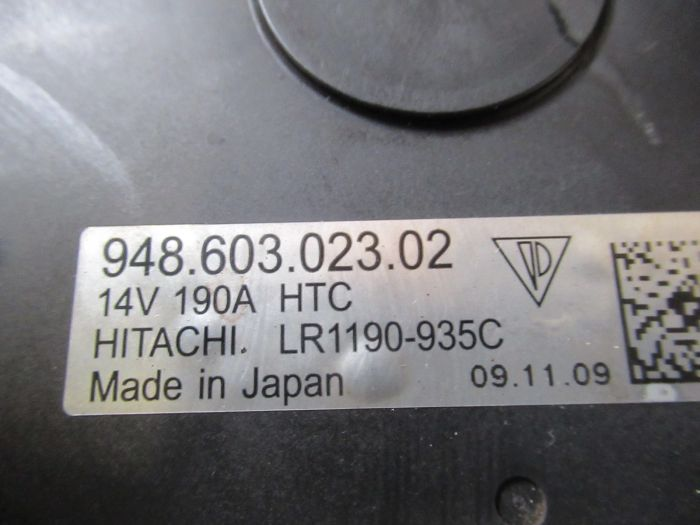 948.603.023.02
14V 190A HTC
HITACHI. LR1190-935C
Made in Japan 09.11.09